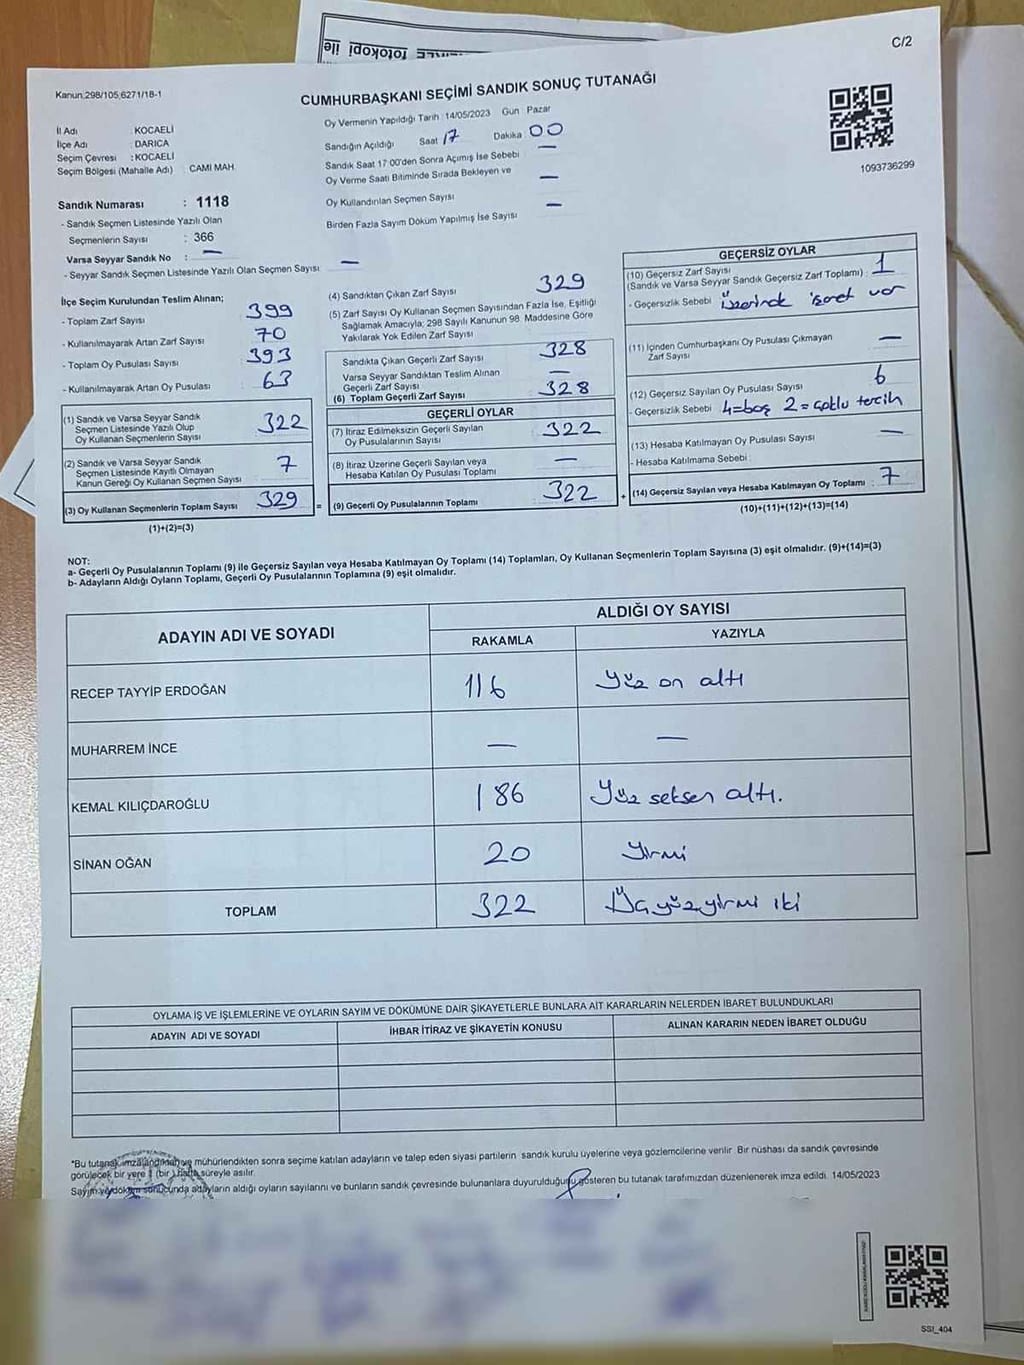 C/2
Kanun;298/105;6271/18-1
CUMHURBAŞKANI SEÇİMİ SANDIK SONUÇ TUTANAĞI
İl Adı : KOCAELİ
İlçe Adı : DARICA
Seçim Çevresi : KOCAELİ
Seçim Bölgesi (Mahalle Adı) : CAMİ MAH
Sandık Numarası : 1118
- Sandık Seçmen Listesinde Yazılı Olan
Seçmenlerin Sayısı : 366
Varsa Seyyar Sandık No : —
- Seyyar Sandık Seçmen Listesinde Yazılı Olan Seçmen Sayısı —
Oy Vermenin Yapıldığı Tarih : 14/05/2023 Gün : Pazar
Sandığın Açıldığı Saat 17 Dakika 00
Sandık Saat 17:00'den Sonra Açılmış İse Sebebi —
Oy Verme Saati Bitiminde Sırada Bekleyen ve
Oy Kullandırılan Seçmen Sayısı —
Birden Fazla Sayım Döküm Yapılmış İse Sayısı —
1093736299
İlçe Seçim Kurulundan Teslim Alınan;
- Toplam Zarf Sayısı 399
- Kullanılmayarak Artan Zarf Sayısı 70
- Toplam Oy Pusulası Sayısı 393
- Kullanılmayarak Artan Oy Pusulası 63
(1) Sandık ve Varsa Seyyar Sandık
Seçmen Listesinde Yazılı Olup
Oy Kullanan Seçmenlerin Sayısı 322
(2) Sandık ve Varsa Seyyar Sandık
Seçmen Listesinde Kayıtlı Olmayan
Kanun Gereği Oy Kullanan Seçmen Sayısı 7
(3) Oy Kullanan Seçmenlerin Toplam Sayısı 329 =
(1)+(2)=(3)
(4) Sandıktan Çıkan Zarf Sayısı 329
(5) Zarf Sayısı Oy Kullanan Seçmen Sayısından Fazla İse, Eşitliği
Sağlamak Amacıyla; 298 Sayılı Kanunun 98. Maddesine Göre
Yakılarak Yok Edilen Zarf Sayısı
Sandıkta Çıkan Geçerli Zarf Sayısı 328
Varsa Seyyar Sandıktan Teslim Alınan
Geçerli Zarf Sayısı —
(6) Toplam Geçerli Zarf Sayısı 328
GEÇERLİ OYLAR
(7) İtiraz Edilmeksizin Geçerli Sayılan
Oy Pusulalarının Sayısı 322
(8) İtiraz Üzerine Geçerli Sayılan veya
Hesaba Katılan Oy Pusulası Toplamı —
(9) Geçerli Oy Pusulalarının Toplamı 322 +
GEÇERSİZ OYLAR
(10) Geçersiz Zarf Sayısı
(Sandık ve Varsa Seyyar Sandık Geçersiz Zarf Toplamı) : 1
- Geçersizlik Sebebi üzerinde işaret var
(11) İçinden Cumhurbaşkanı Oy Pusulası Çıkmayan
Zarf Sayısı —
(12) Geçersiz Sayılan Oy Pusulası Sayısı 6
- Geçersizlik Sebebi 4=boş 2=çoklu tercih
(13) Hesaba Katılmayan Oy Pusulası Sayısı —
- Hesaba Katılmama Sebebi :
(14) Geçersiz Sayılan veya Hesaba Katılmayan Oy Toplamı : 7
(10)+(11)+(12)+(13)=(14)
NOT:
a- Geçerli Oy Pusulalarının Toplamı (9) ile Geçersiz Sayılan veya Hesaba Katılmayan Oy Toplamı (14) Toplamları, Oy Kullanan Seçmenlerin Toplam Sayısına (3) eşit olmalıdır. (9)+(14)=(3)
b- Adayların Aldığı Oyların Toplamı, Geçerli Oy Pusulalarının Toplamına (9) eşit olmalıdır.
ADAYIN ADI VE SOYADI
ALDIĞI OY SAYISI
RAKAMLA YAZIYLA
RECEP TAYYİP ERDOĞAN 116 Yüz on altı
MUHARREM İNCE — —
KEMAL KILIÇDAROĞLU 186 Yüz seksen altı.
SİNAN OĞAN 20 Yirmi
TOPLAM 322 Üçyüzyirmi iki
OYLAMA İŞ VE İŞLEMLERİNE VE OYLARIN SAYIM VE DÖKÜMÜNE DAİR ŞİKAYETLERLE BUNLARA AİT KARARLARIN NELERDEN İBARET BULUNDUKLARI
ADAYIN ADI VE SOYADI İHBAR İTİRAZ VE ŞİKAYETİN KONUSU ALINAN KARARIN NEDEN İBARET OLDUĞU
*Bu tutanak imzalandıktan ve mühürlendikten sonra seçime katılan adayların ve talep eden siyasi partilerin sandık kurulu üyelerine veya gözlemcilerine verilir. Bir nüshası da sandık çevresinde
görülecek bir yere 1 (bir ) hafta süreyle asılır.
Sayım ve döküm sonucunda adayların aldığı oyların sayılarını ve bunların sandık çevresinde bulunanlara duyurulduğunu gösteren bu tutanak tarafımızdan düzenlenerek imza edildi. 14/05/2023
SSI_404